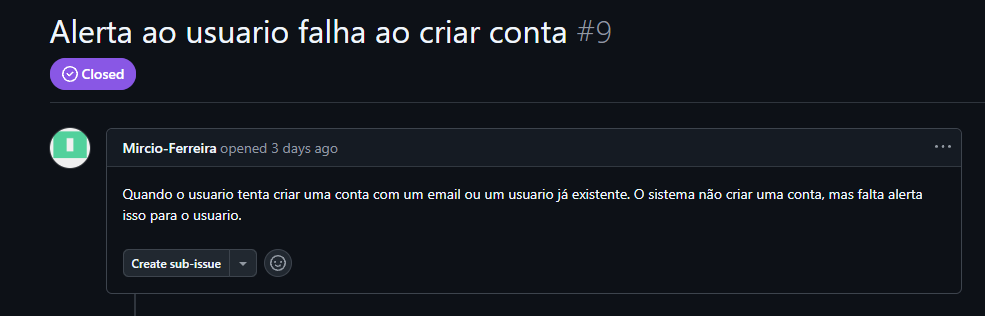 Alerta ao usuario falha ao criar conta #9
Closed
Mircio-Ferreira opened 3 days ago
Quando o usuario tenta criar uma conta com um email ou um usuario já existente. O sistema não criar uma conta, mas falta alerta
isso para o usuario.
Create sub-issue